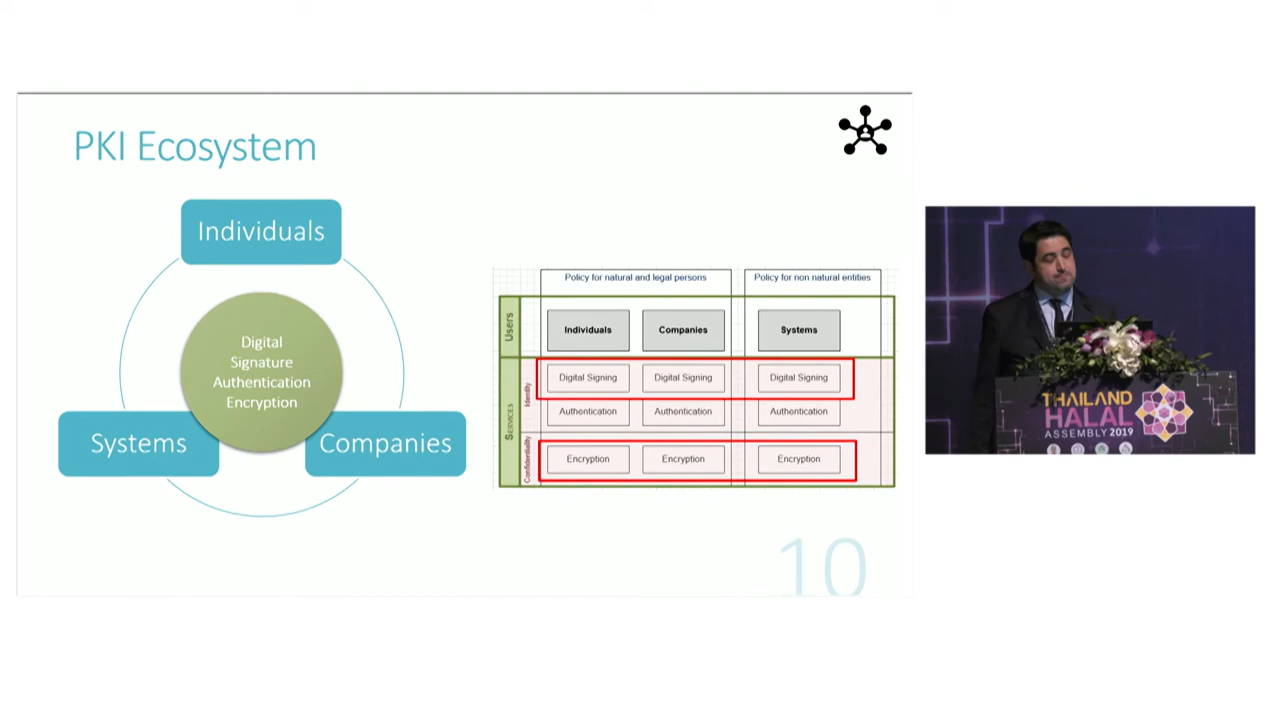 PKI Ecosystem
Individuals
Digital
Signature
Authentication
Encryption
Systems
Companies
Policy for natural and legal persons
Policy for non natural entities
Users
Individuals
Companies
Systems
Services
Identity
Digital Signing
Digital Signing
Digital Signing
Authentication
Authentication
Authentication
Confidentiality
Encryption
Encryption
Encryption
10
THAILAND
HALAL
ASSEMBLY 2019